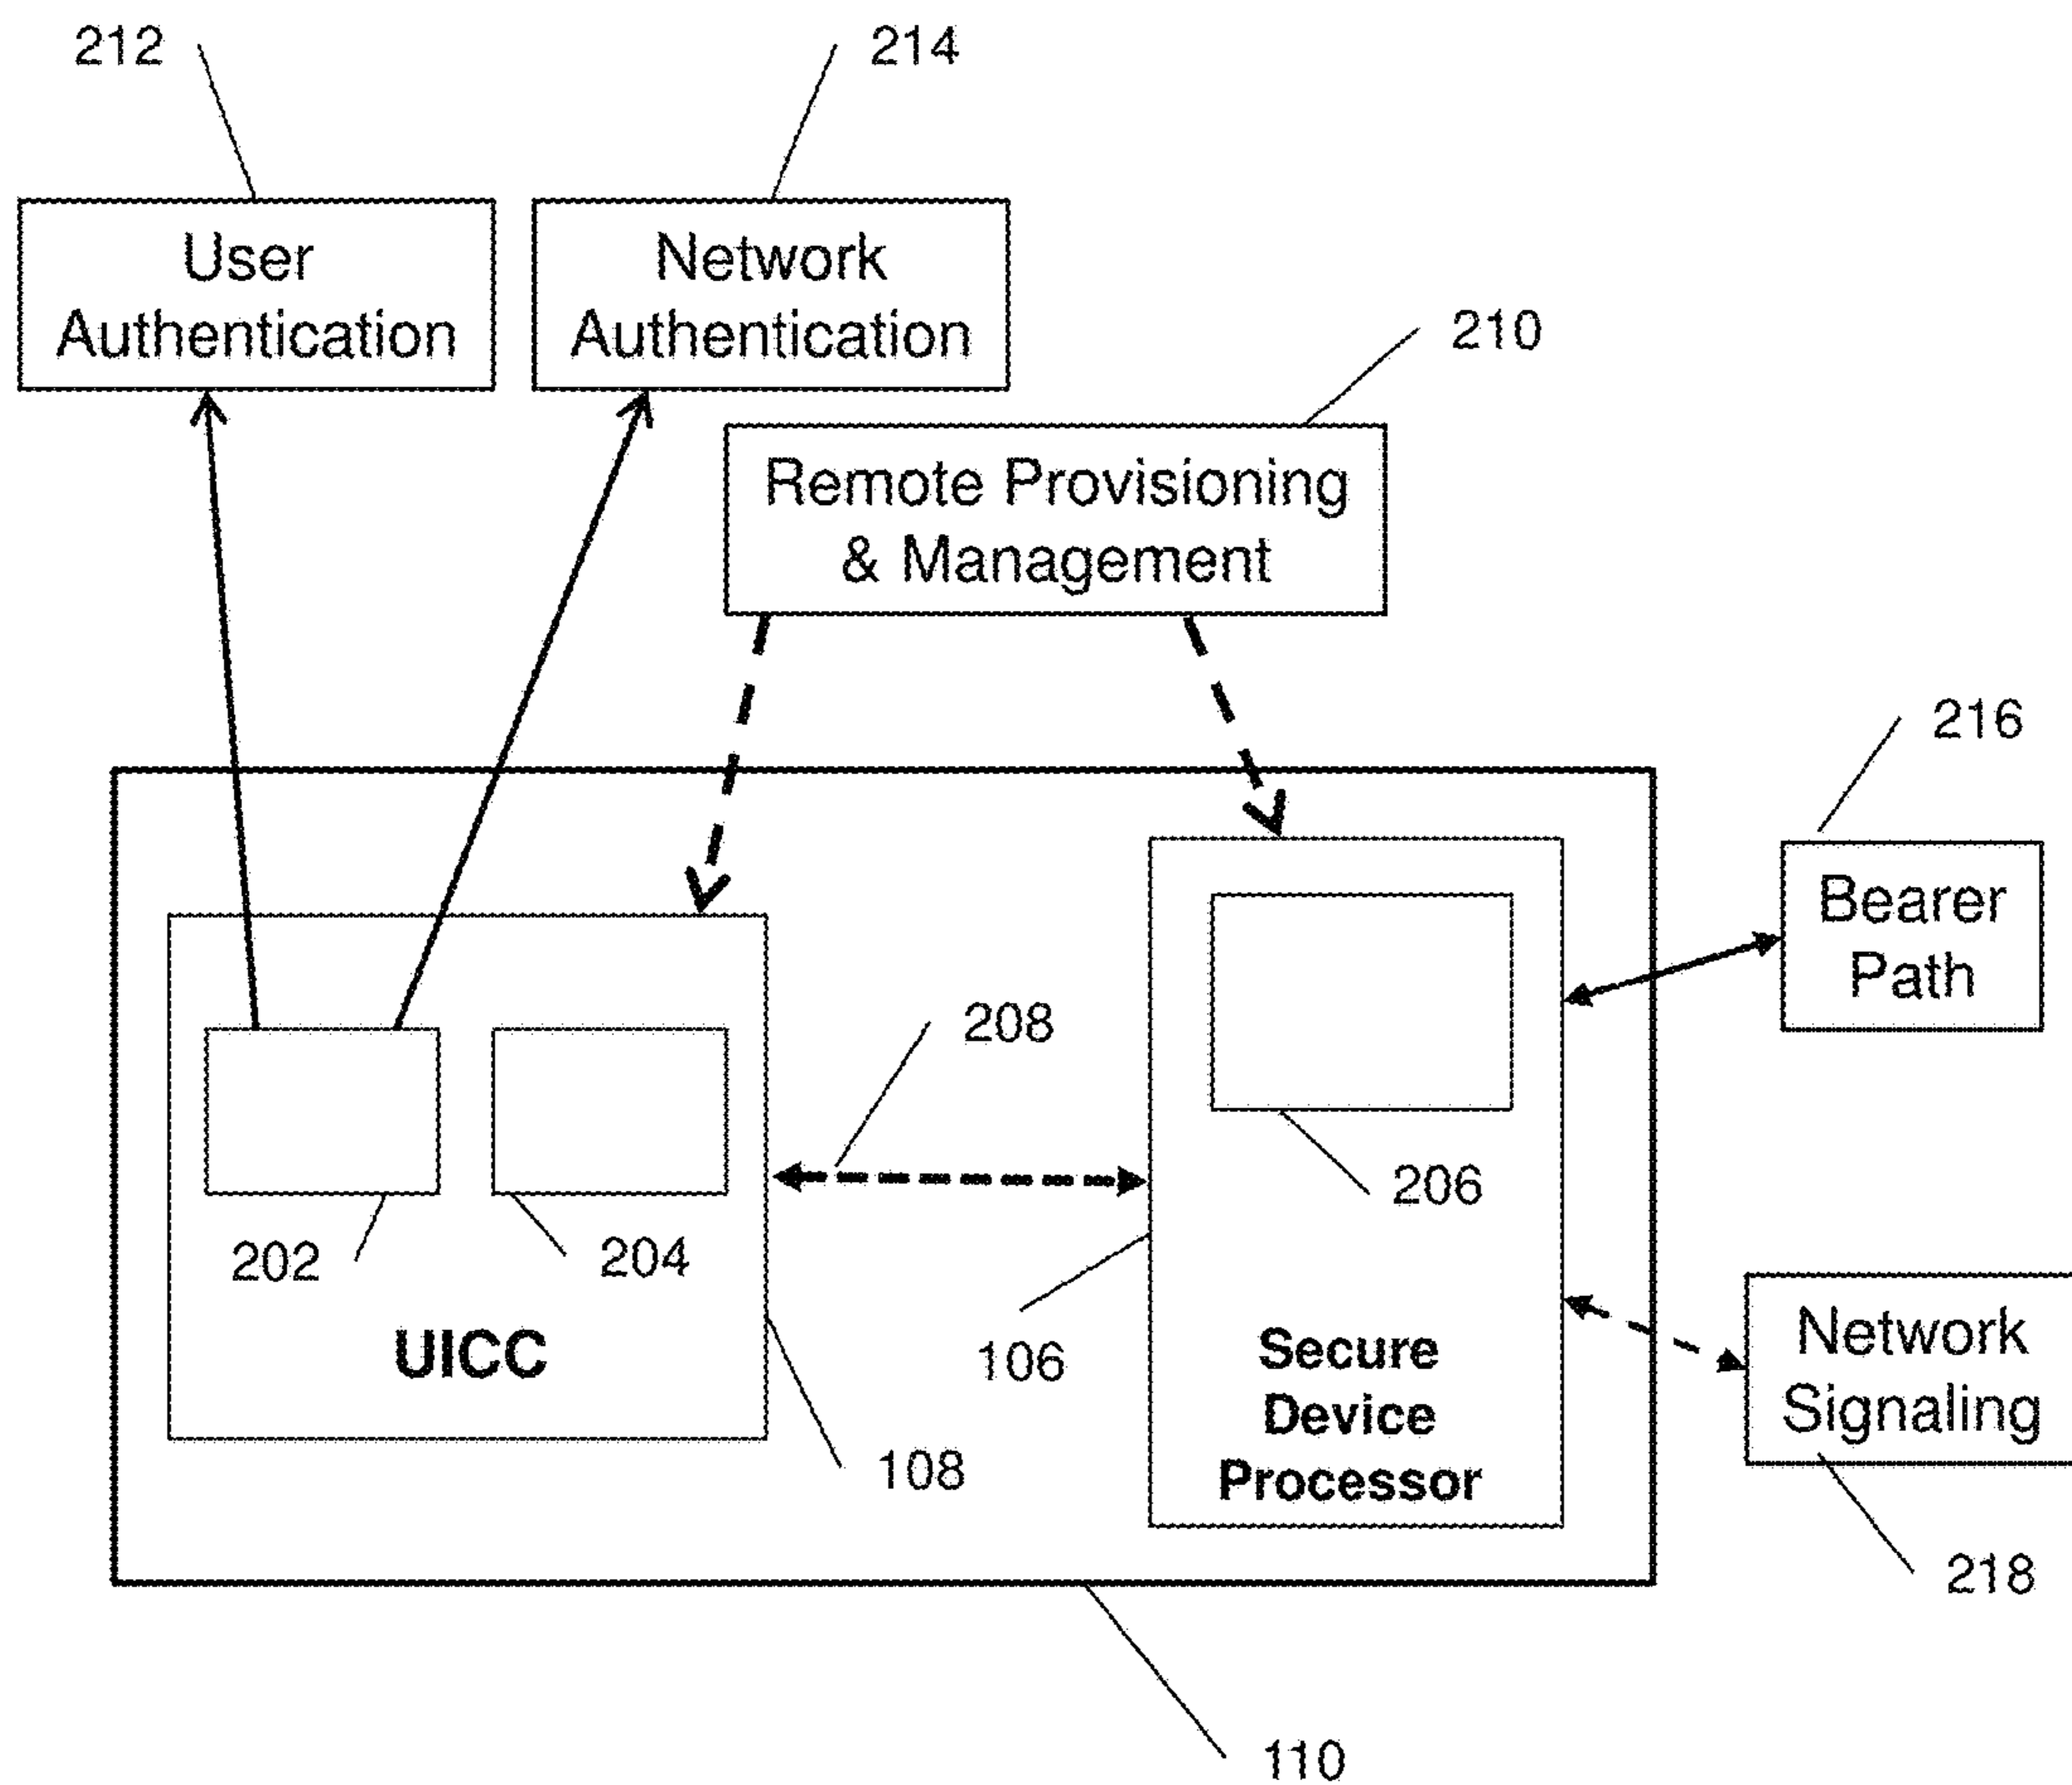 212
214
User
Authentication
Network
Authentication
210
Remote Provisioning
& Management
216
Bearer
Path
208
206
202
204
UICC
106
Secure
Device
Processor
Network
Signaling
108
218
110